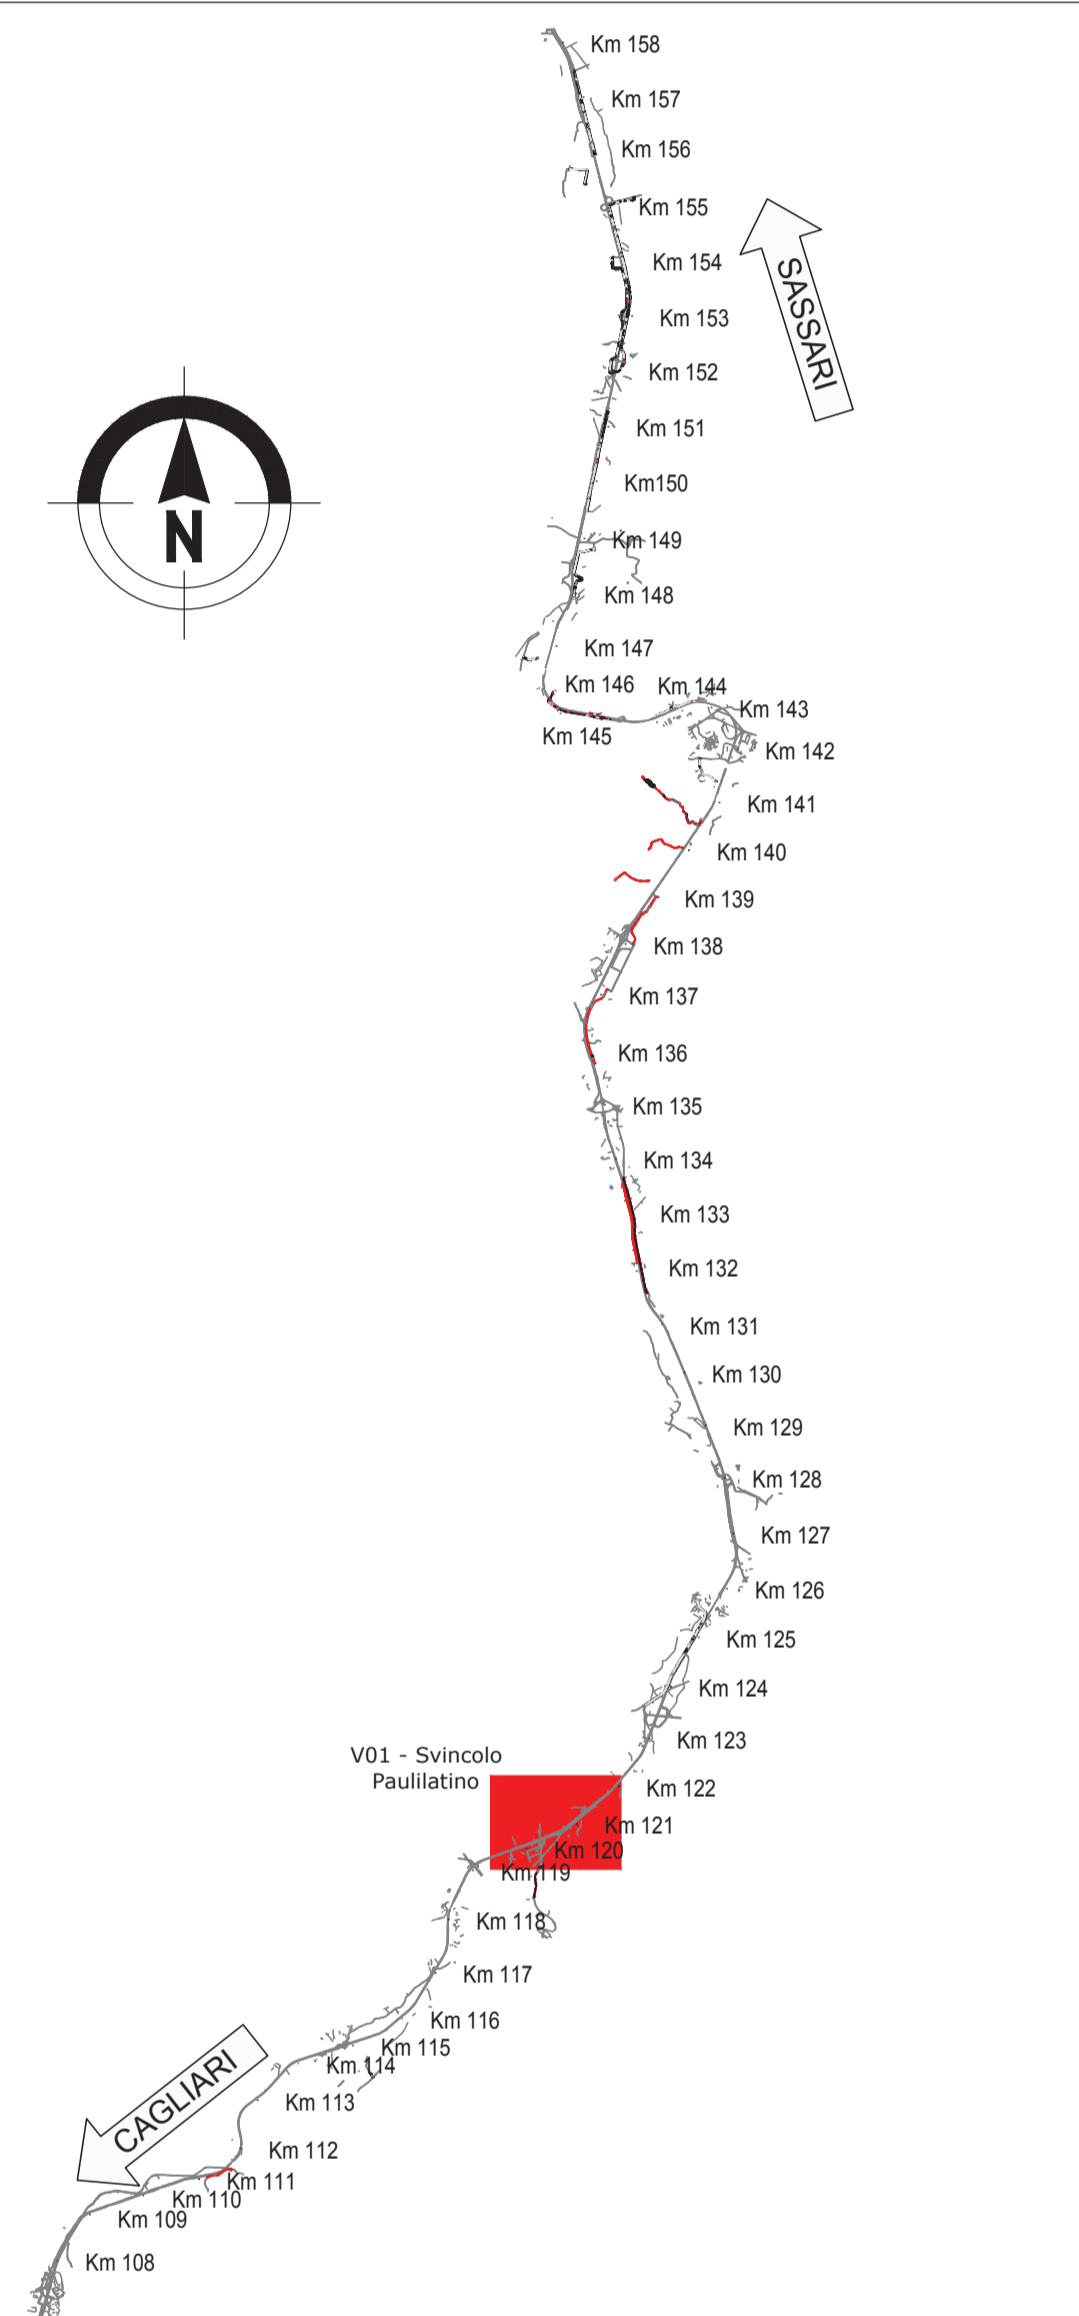 Km 158
Km 157
Km 156
Km 155
Km 154
SASSARI
Km 153
Km 152
Km 151
Km150
N
Km 149
Km 148
Km 147
Km 146
Km 144
Km 143
Km 145
Km 142
Km 141
Km 140
Km 139
Km 138
Km 137
Km 136
Km 135
Km 134
Km 133
Km 132
Km 131
Km 130
Km 129
Km 128
Km 127
Km 126
Km 125
Km 124
Km 123
V01 - Svincolo
Paulilatino
Km 122
Km 121
Km 120
Km 119
Km 118
Km 117
Km 116
Km 115
Km 114
CAGLIARI
Km 113
Km 112
Km 111
Km 110
Km 109
Km 108